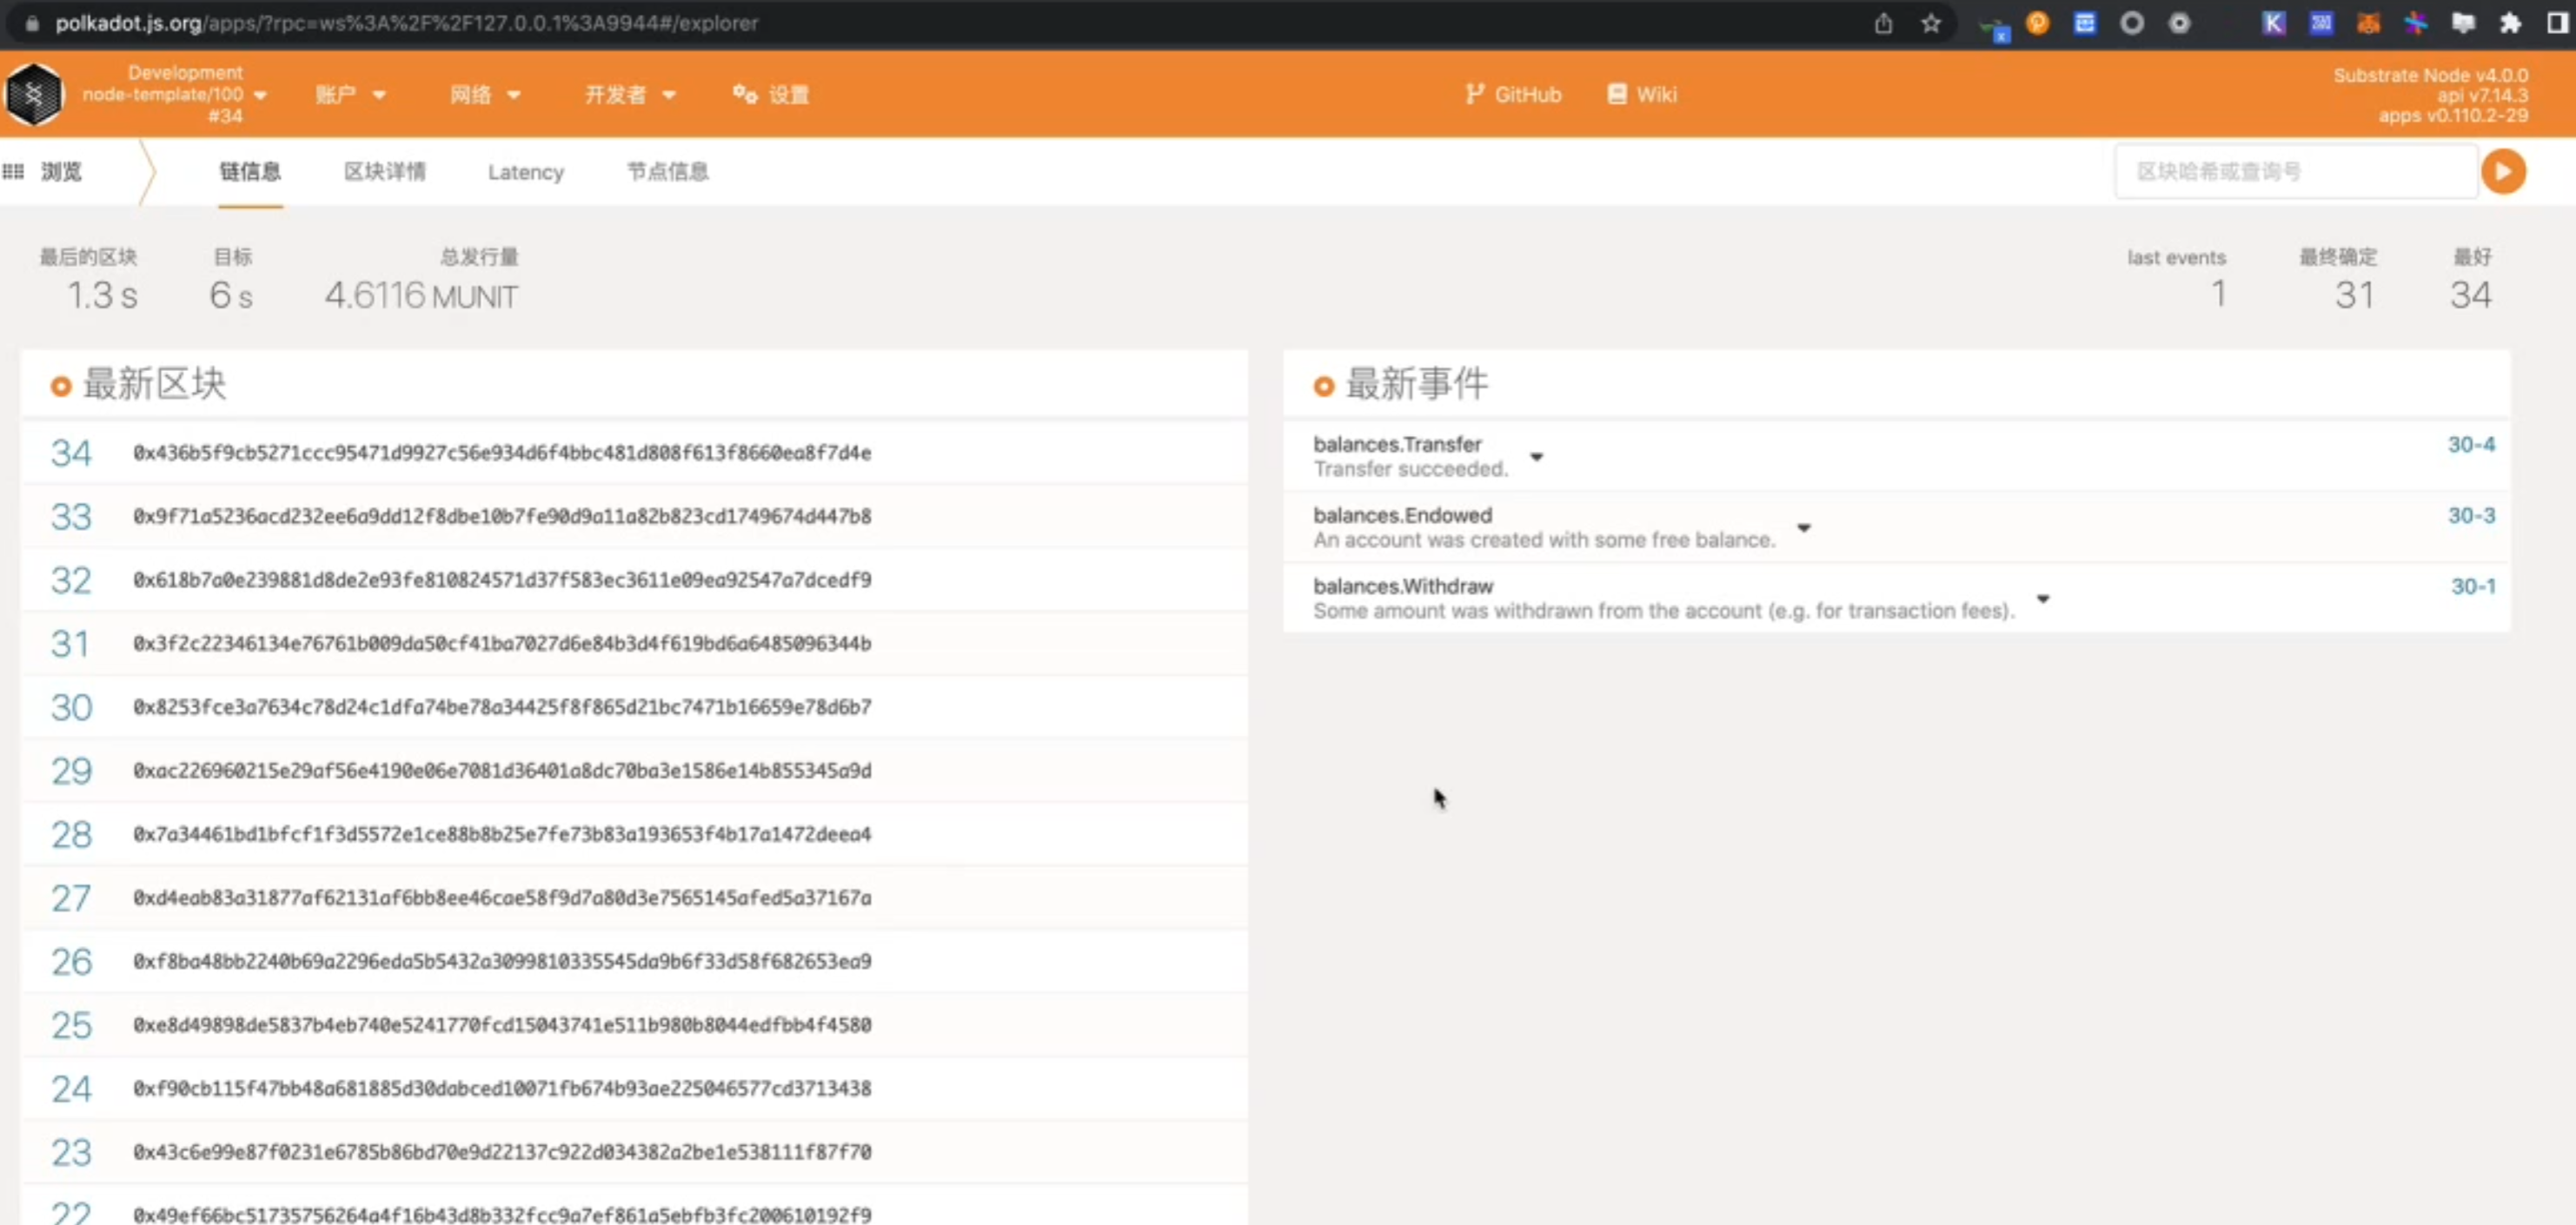 polkadot.js.org/apps/?rpc=ws%3A%2F%2F127.0.0.1%3A9944#/explorer
Development
node-template/100
#34
账户
网络
开发者
设置
GitHub
Wiki
Substrate Node v4.0.0
api v7.14.3
apps v0.110.2-29
浏览
链信息
区块详情
Latency
节点信息
区块哈希或查询号
最后的区块
1.3 s
目标
6 s
总发行量
4.6116 MUNIT
last events
1
最终确定
31
最好
34
最新区块
34 0x436b5f9cb5271ccc95471d9927c56e934d6f4bbc481d808f613f8660ea8f7d4e
33 0x9f71a5236acd232ee6a9dd12f8dbe10b7fe90d9a11a82b823cd1749674d447b8
32 0x618b7a0e239881d8de2e93fe810824571d37f583ec3611e09ea92547a7dcedf9
31 0x3f2c22346134e76761b009da50cf41ba7027d6e84b3d4f619bd6a6485096344b
30 0x8253fce3a7634c78d24c1dfa74be78a34425f8f865d21bc7471b16659e78d6b7
29 0xac226960215e29af56e4190e06e7081d36401a8dc70ba3e1586e14b855345a9d
28 0x7a34461bd1bfcf1f3d5572e1ce88b8b25e7fe73b83a193653f4b17a1472deea4
27 0xd4eab83a31877af62131af6bb8ee46cae58f9d7a80d3e7565145afed5a37167a
26 0xf8ba48bb2240b69a2296eda5b5432a3099810335545da9b6f33d58f682653ea9
25 0xe8d49898de5837b4eb740e5241770fcd15043741e511b980b8044edfbb4f4580
24 0xf90cb115f47bb48a681885d30dabced10071fb674b93ae225046577cd3713438
23 0x43c6e99e87f0231e6785b86bd70e9d22137c922d034382a2be1e538111f87f70
22 0x49ef66bc51735756264a4f16b43d8b332fcc9a7ef861a5ebfb3fc200610192f9
最新事件
balances.Transfer 30-4
Transfer succeeded.
balances.Endowed 30-3
An account was created with some free balance.
balances.Withdraw 30-1
Some amount was withdrawn from the account (e.g. for transaction fees).